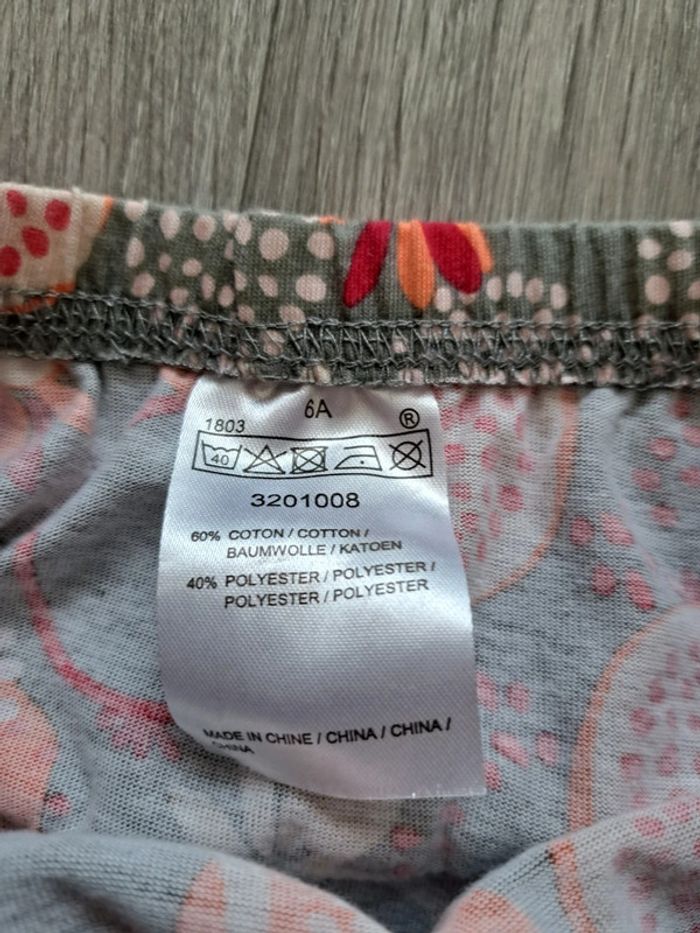 6A
1803 ®
40
3201008
60% COTON / COTTON /
BAUMWOLLE / KATOEN
40% POLYESTER / POLYESTER /
POLYESTER / POLYESTER
MADE IN CHINE / CHINA / CHINA /
CHINA